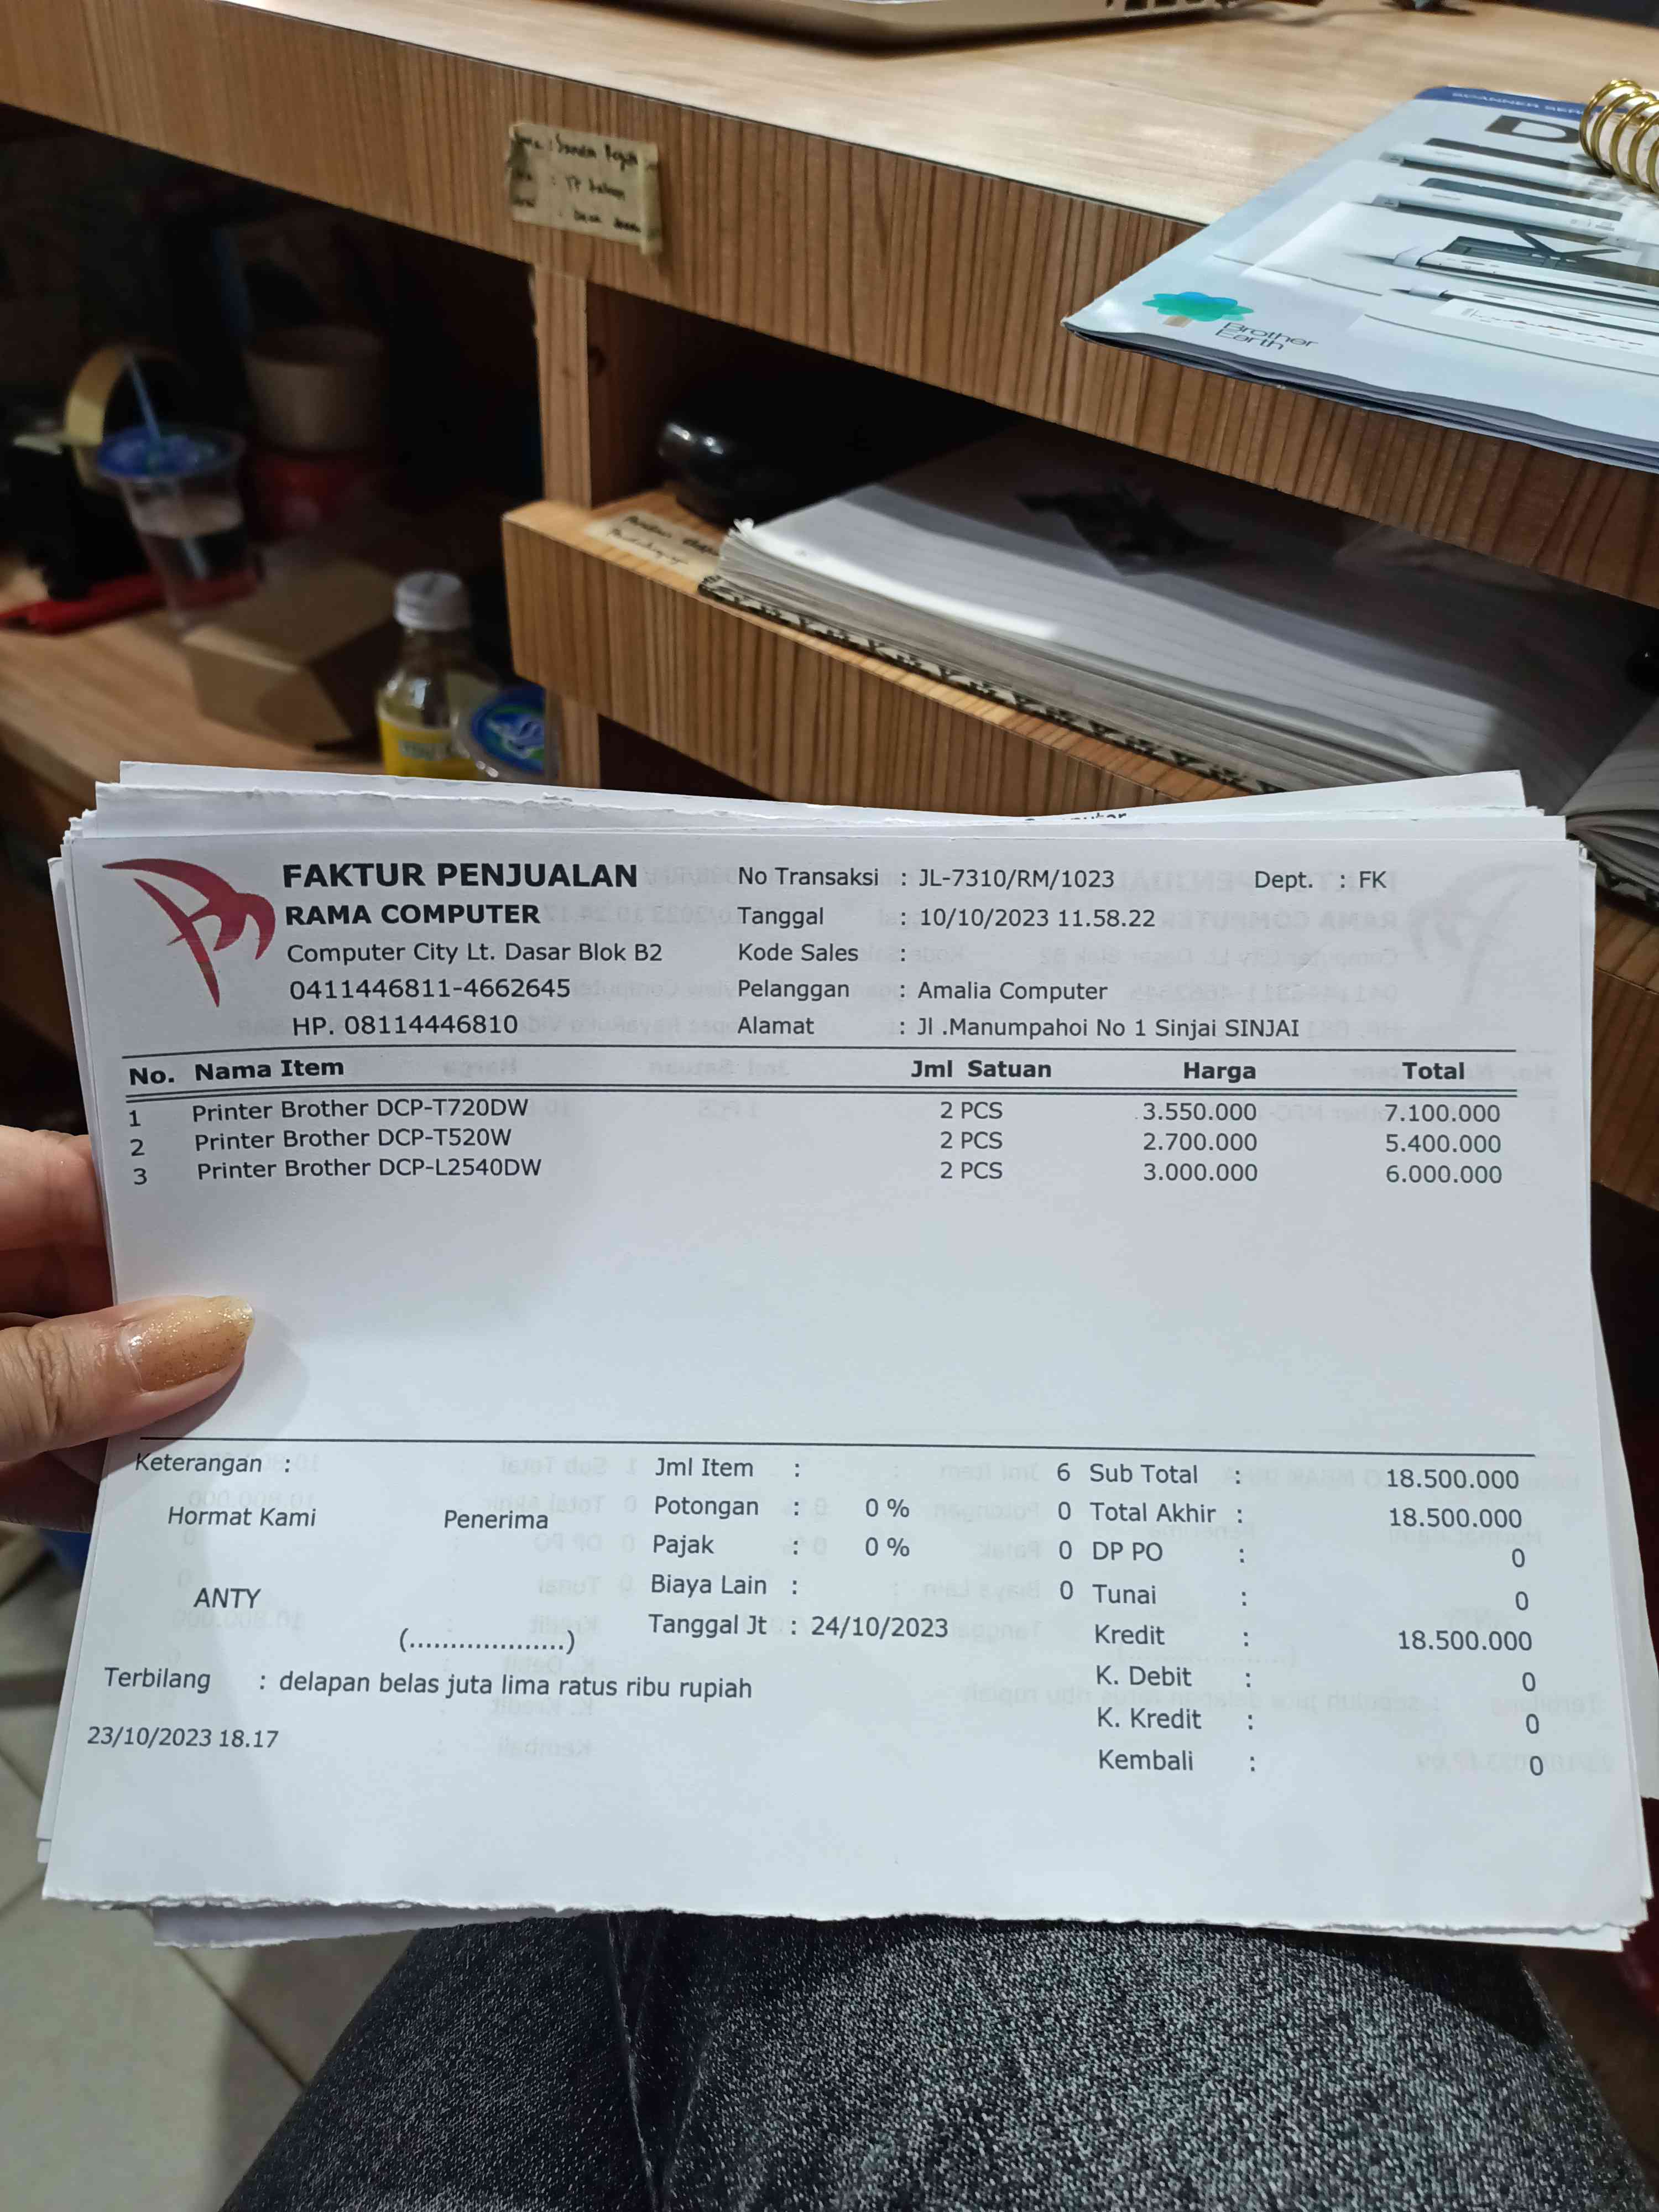 SCANNER SER
D
Brother
Earth
FAKTUR PENJUALAN
RAMA COMPUTER
Computer City Lt. Dasar Blok B2
0411446811-4662645
HP. 08114446810
No Transaksi : JL-7310/RM/1023 Dept. : FK
Tanggal : 10/10/2023 11.58.22
Kode Sales :
Pelanggan : Amalia Computer
Alamat : Jl .Manumpahoi No 1 Sinjai SINJAI
No. Nama Item Jml Satuan Harga Total
1 Printer Brother DCP-T720DW 2 PCS 3.550.000 7.100.000
2 Printer Brother DCP-T520W 2 PCS 2.700.000 5.400.000
3 Printer Brother DCP-L2540DW 2 PCS 3.000.000 6.000.000
Keterangan :
Hormat Kami Penerima
ANTY
(...................)
Jml Item : 6
Potongan : 0 % 0
Pajak : 0 % 0
Biaya Lain : 0
Tanggal Jt : 24/10/2023
Sub Total : 18.500.000
Total Akhir : 18.500.000
DP PO : 0
Tunai : 0
Kredit : 18.500.000
K. Debit : 0
K. Kredit : 0
Kembali : 0
Terbilang : delapan belas juta lima ratus ribu rupiah
23/10/2023 18.17